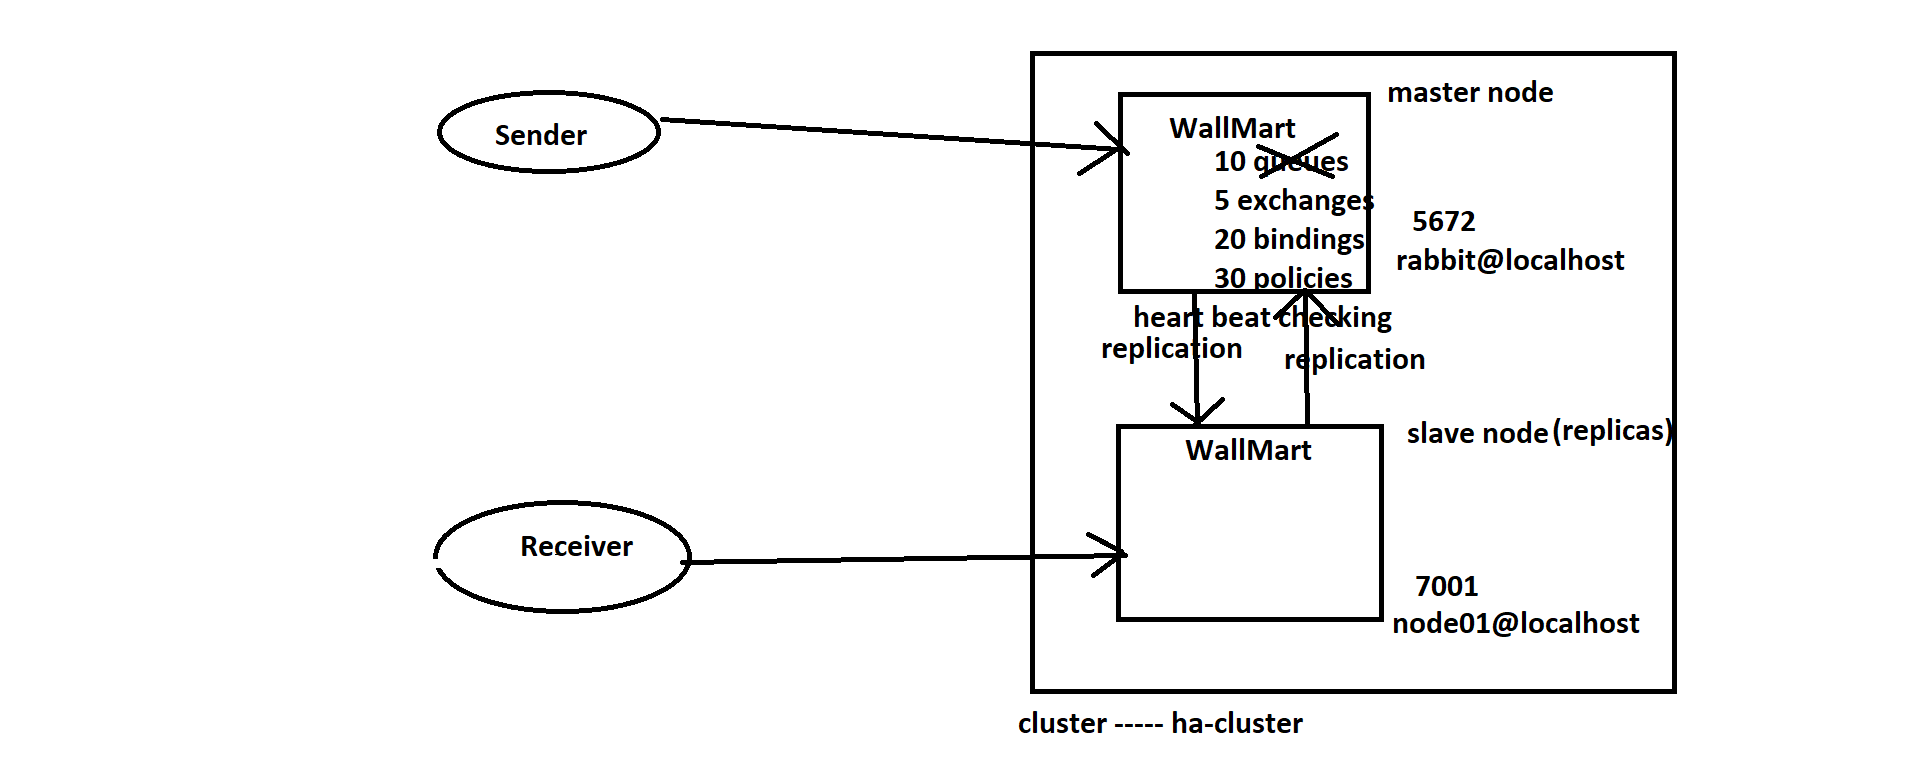 Sender
master node
WallMart
10 queues
5 exchanges
20 bindings
30 policies
5672
rabbit@localhost
heart beat checking
replication
replication
slave node (replicas)
WallMart
Receiver
7001
node01@localhost
cluster ----- ha-cluster